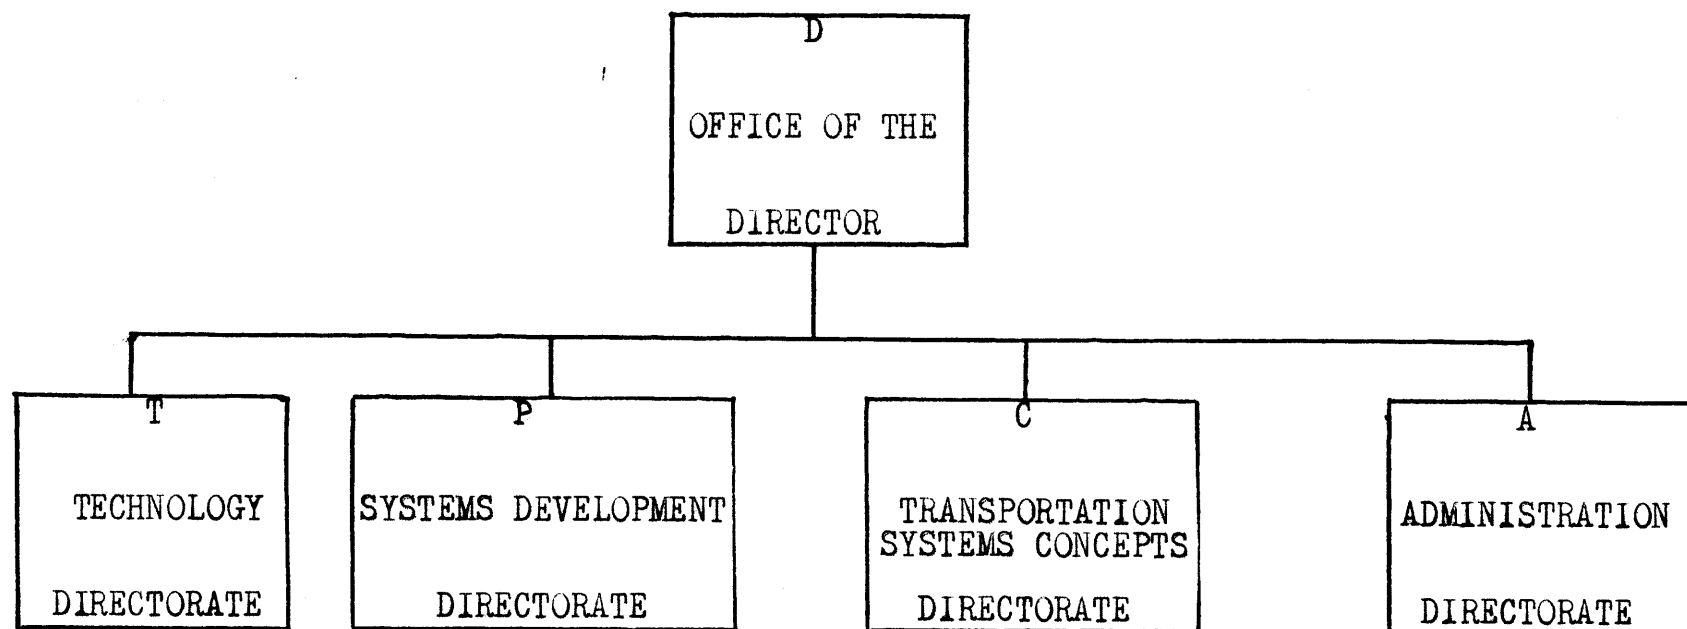 D
OFFICE OF THE
DIRECTOR
T
TECHNOLOGY
DIRECTORATE
P
SYSTEMS DEVELOPMENT
DIRECTORATE
C
TRANSPORTATION
SYSTEMS CONCEPTS
DIRECTORATE
A
ADMINISTRATION
DIRECTORATE